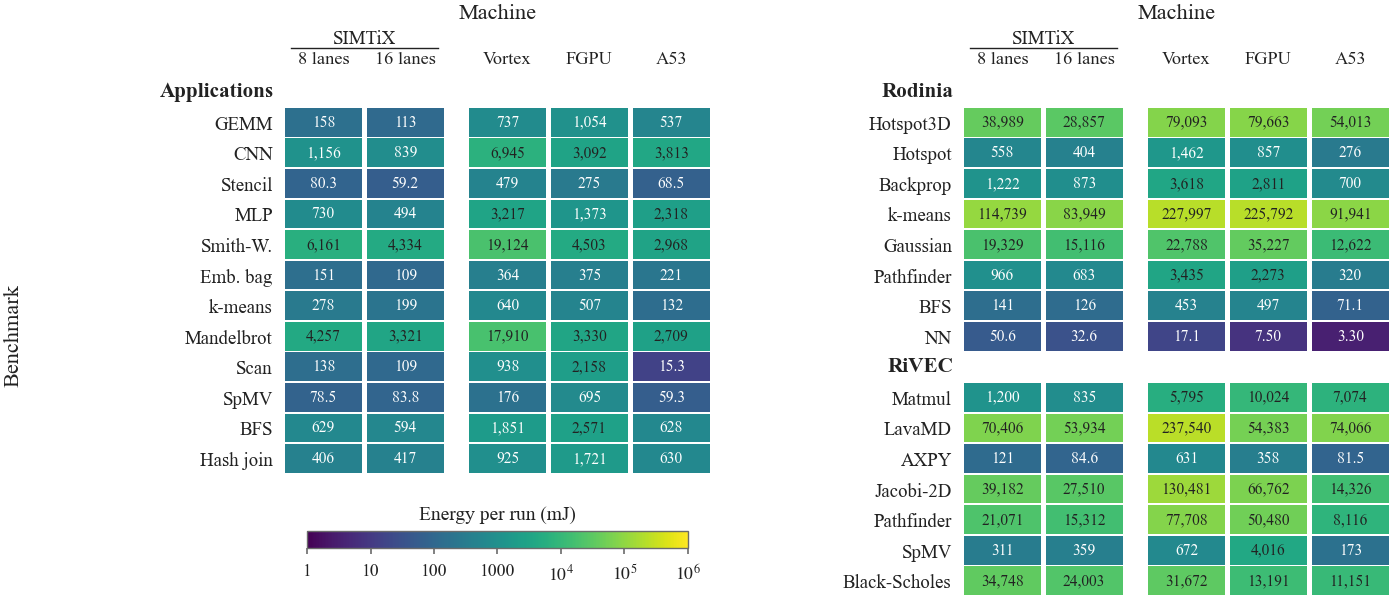 Machine
SIMTiX
8 lanes 16 lanes Vortex FGPU A53
Applications
GEMM 158 113 737 1,054 537
CNN 1,156 839 6,945 3,092 3,813
Stencil 80.3 59.2 479 275 68.5
MLP 730 494 3,217 1,373 2,318
Smith-W. 6,161 4,334 19,124 4,503 2,968
Emb. bag 151 109 364 375 221
k-means 278 199 640 507 132
Mandelbrot 4,257 3,321 17,910 3,330 2,709
Scan 138 109 938 2,158 15.3
SpMV 78.5 83.8 176 695 59.3
BFS 629 594 1,851 2,571 628
Hash join 406 417 925 1,721 630
Benchmark
Energy per run (mJ)
1 10 100 1000 10⁴ 10⁵ 10⁶
Machine
SIMTiX
8 lanes 16 lanes Vortex FGPU A53
Rodinia
Hotspot3D 38,989 28,857 79,093 79,663 54,013
Hotspot 558 404 1,462 857 276
Backprop 1,222 873 3,618 2,811 700
k-means 114,739 83,949 227,997 225,792 91,941
Gaussian 19,329 15,116 22,788 35,227 12,622
Pathfinder 966 683 3,435 2,273 320
BFS 141 126 453 497 71.1
NN 50.6 32.6 17.1 7.50 3.30
RiVEC
Matmul 1,200 835 5,795 10,024 7,074
LavaMD 70,406 53,934 237,540 54,383 74,066
AXPY 121 84.6 631 358 81.5
Jacobi-2D 39,182 27,510 130,481 66,762 14,326
Pathfinder 21,071 15,312 77,708 50,480 8,116
SpMV 311 359 672 4,016 173
Black-Scholes 34,748 24,003 31,672 13,191 11,151